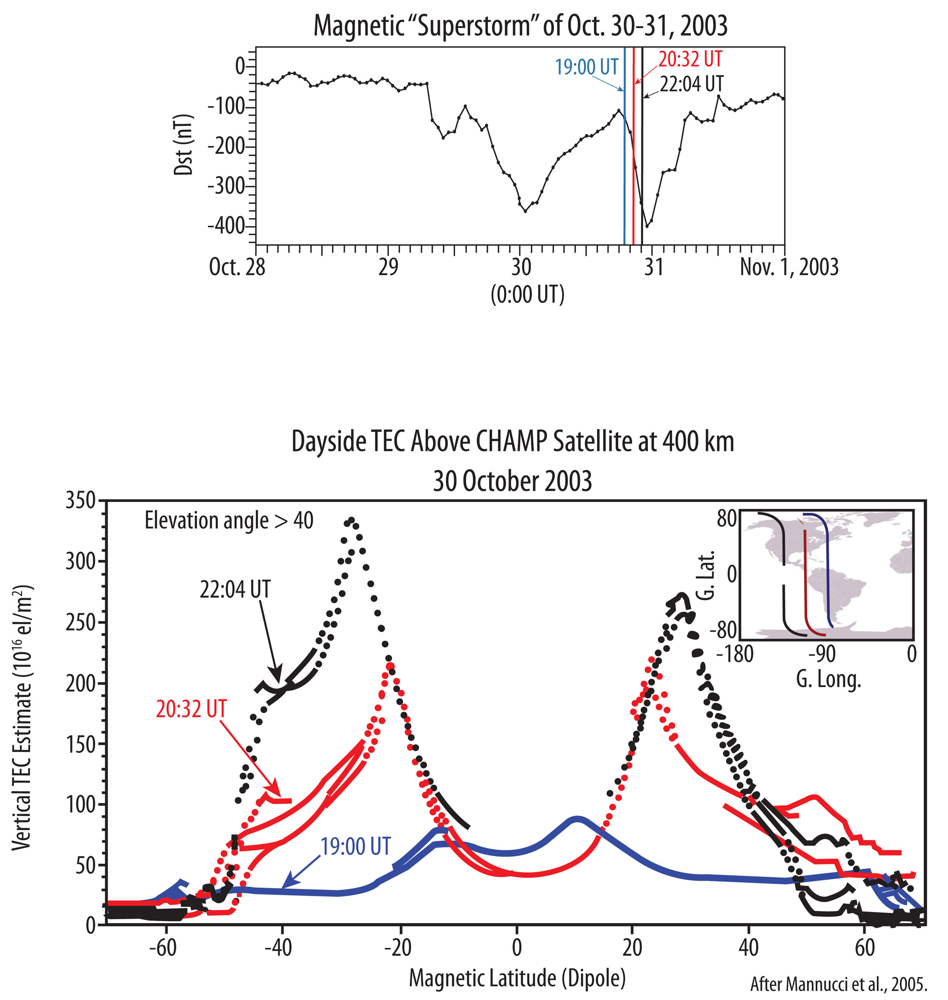 Magnetic “Superstorm” of Oct. 30-31, 2003
19:00 UT
20:32 UT
22:04 UT
0
-100
-200
-300
-400
Dst (nT)
Oct. 28
29
30
31
Nov. 1, 2003
(0:00 UT)
Dayside TEC Above CHAMP Satellite at 400 km
30 October 2003
Elevation angle > 40
350
300
250
200
150
100
50
0
Vertical TEC Estimate (10¹⁶ el/m²)
22:04 UT
20:32 UT
19:00 UT
80
0
-80
G. Lat.
-180
-90
0
G. Long.
-60
-40
-20
0
20
40
60
Magnetic Latitude (Dipole)
After Mannucci et al., 2005.